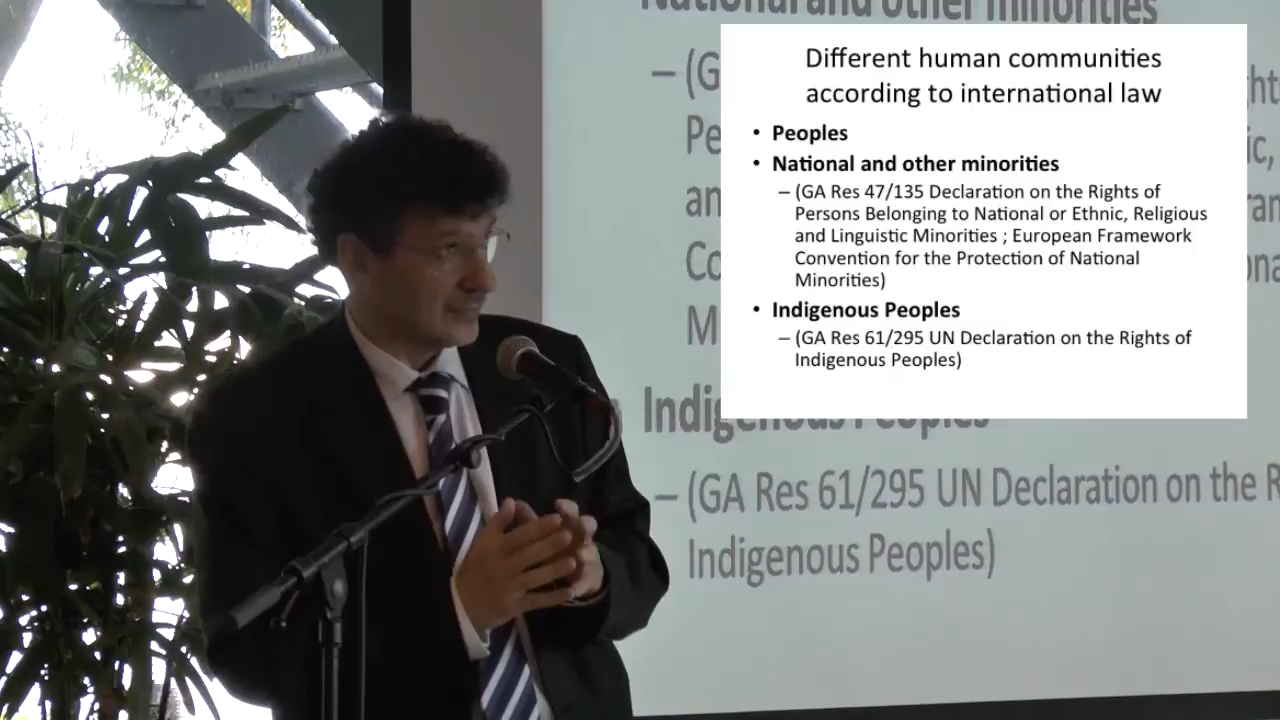 National and other minorities
– (G
Pe
an
Co
M
Indigenous Peoples
– (GA Res 61/295 UN Declaration on the R
Indigenous Peoples)
Different human communities
according to international law
• Peoples
• National and other minorities
– (GA Res 47/135 Declaration on the Rights of
Persons Belonging to National or Ethnic, Religious
and Linguistic Minorities ; European Framework
Convention for the Protection of National
Minorities)
• Indigenous Peoples
– (GA Res 61/295 UN Declaration on the Rights of
Indigenous Peoples)